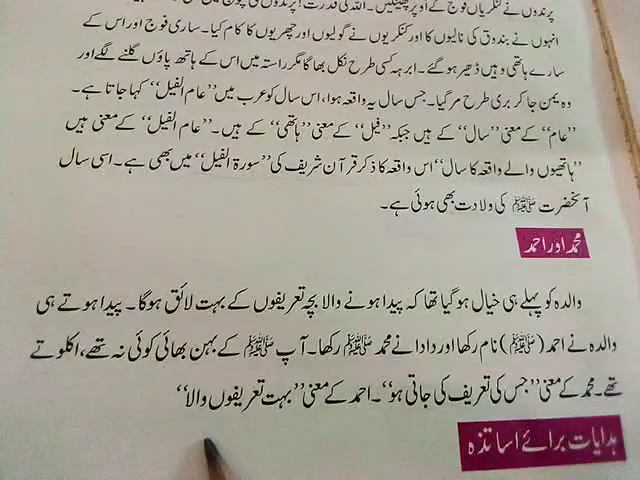 پرندوں نے کنکریاں فوج کے اوپر پھینکیں۔ اللہ کی قدرت! پرندوں کی
انہوں نے بندوق کی نالیوں کا اور کنکریوں نے گولیوں اور چھریوں کا کام کیا۔ ساری فوج اور اس کے
سارے ہاتھی وہیں ڈھیر ہو گئے۔ ابرہہ کسی طرح نکل بھاگا مگر راستہ میں اس کے ہاتھ پاؤں گلنے لگے اور
وہ یمن جا کر بری طرح مر گیا۔ جس سال یہ واقعہ ہوا، اس سال کو عرب میں ”عام الفیل“ کہا جاتا ہے۔
”عام“ کے معنی ”سال“ کے ہیں جبکہ ”فیل“ کے معنی ”ہاتھی“ کے ہیں۔ ”عام الفیل“ کے معنی ہیں
”ہاتھیوں والے واقعہ کا سال“ اس واقعہ کا ذکر قرآن شریف کی ”سورۃ الفیل“ میں بھی ہے۔ اسی سال
آنحضرت ﷺ کی ولادت بھی ہوئی ہے۔
محمد اور احمد
والدہ کو پہلے ہی خیال ہو گیا تھا کہ پیدا ہونے والا بچہ تعریفوں کے بہت لائق ہوگا۔ پیدا ہوتے ہی
والدہ نے احمد (ﷺ) نام رکھا اور دادا نے محمد ﷺ رکھا۔ آپ ﷺ کے بہن بھائی کوئی نہ تھے، اکلوتے
تھے۔ محمد کے معنی ”جس کی تعریف کی جاتی ہو“۔ احمد کے معنی ”بہت تعریفوں والا“
ہدایات برائے اساتذہ